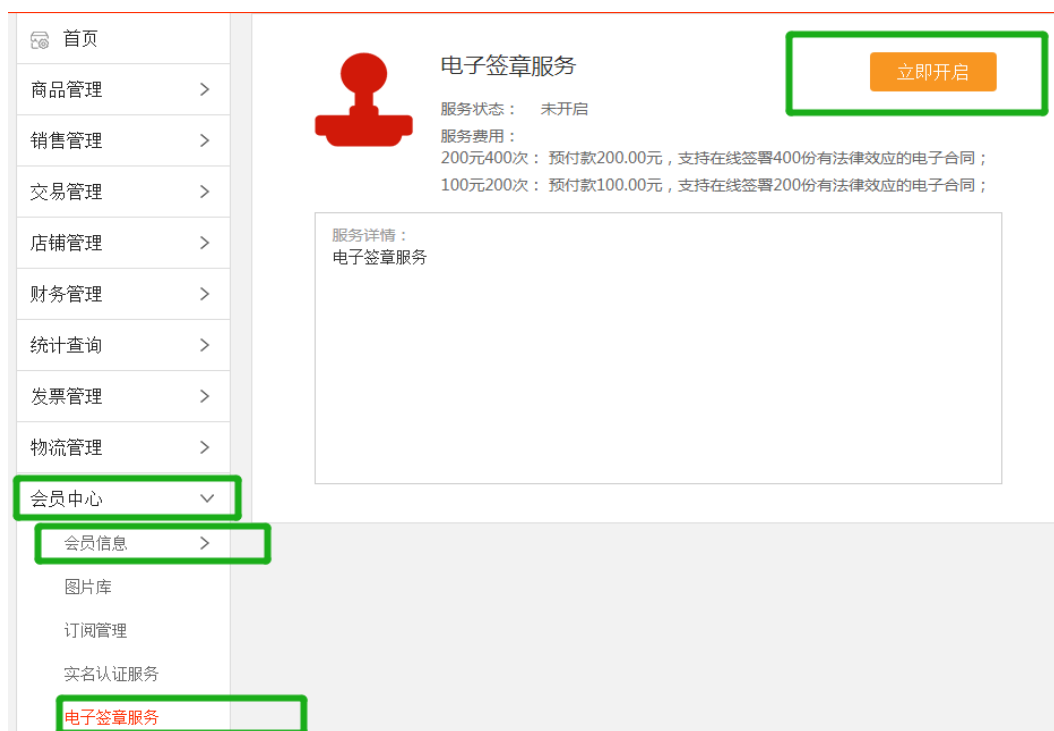 首页
商品管理
销售管理
交易管理
店铺管理
财务管理
统计查询
发票管理
物流管理
会员中心
会员信息
图片库
订阅管理
实名认证服务
电子签章服务
电子签章服务
立即开启
服务状态： 未开启
服务费用：
200元400次： 预付款200.00元，支持在线签署400份有法律效应的电子合同；
100元200次： 预付款100.00元，支持在线签署200份有法律效应的电子合同；
服务详情：
电子签章服务